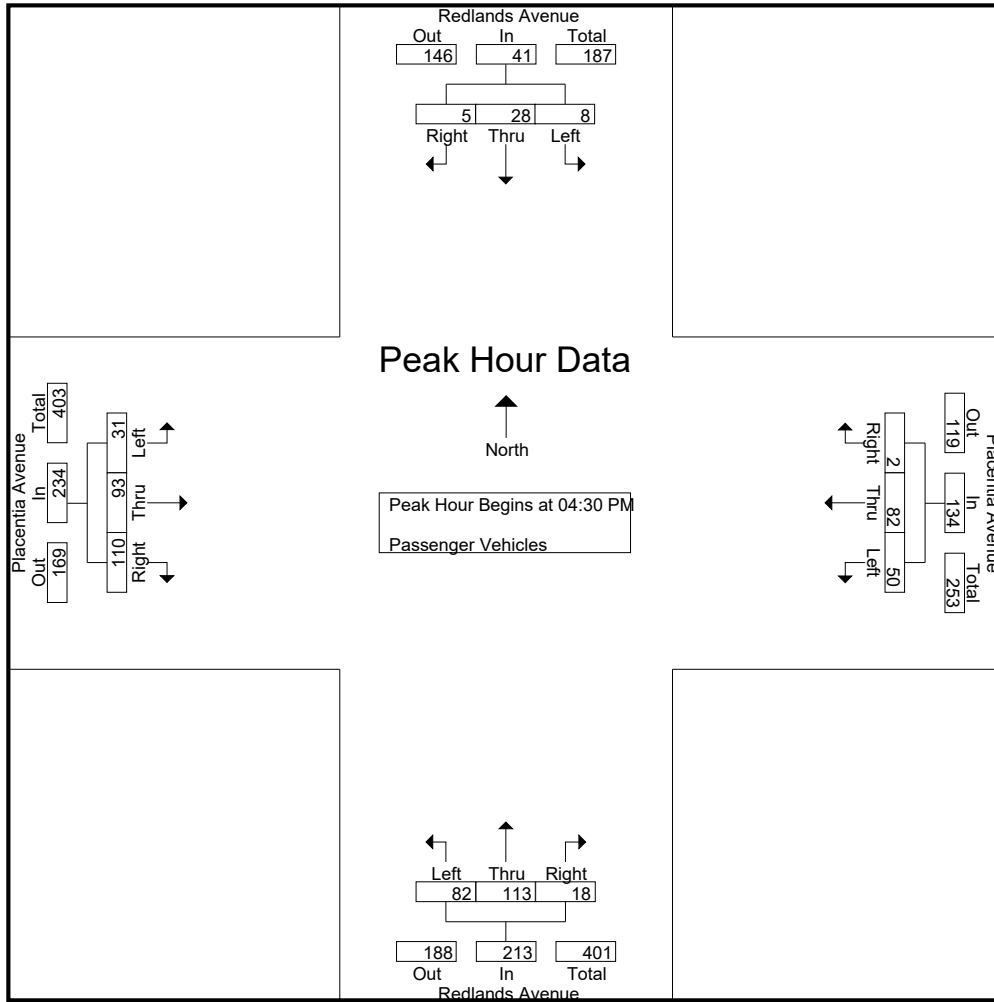 Redlands Avenue
Out In Total
146 41 187
5 28 8
Right Thru Left
Peak Hour Data
North
Peak Hour Begins at 04:30 PM
Passenger Vehicles
Placentia Avenue
Total In Out
403 234 169
31 93 110
Left Thru Right
Placentia Avenue
Out In Total
119 134 253
2 82 50
Right Thru Left
Left Thru Right
82 113 18
188 213 401
Out In Total
Redlands Avenue